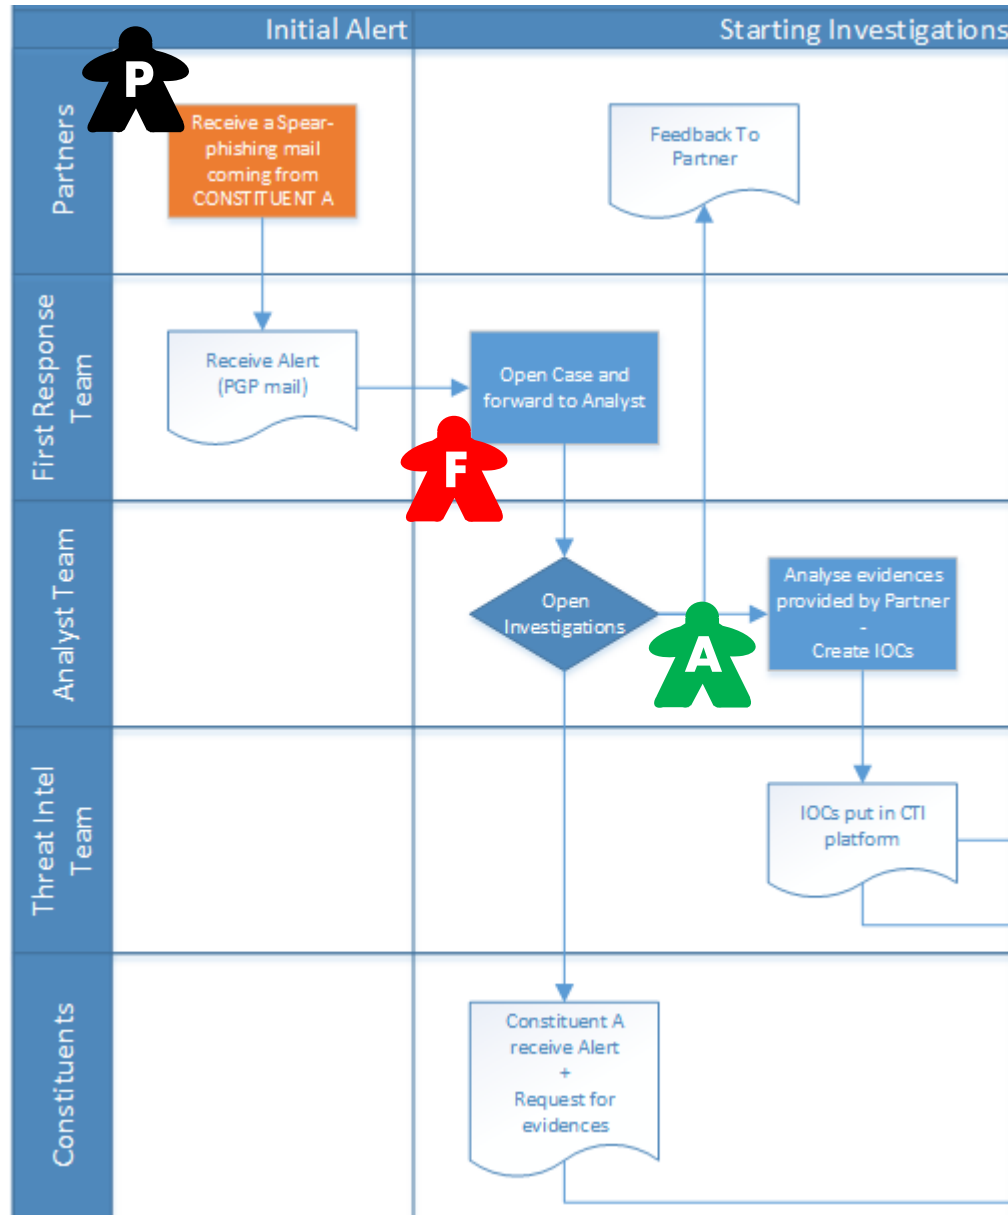 Initial Alert
Starting Investigations
Partners
P
Receive a Spear-
phishing mail
coming from
CONSTITUENT A
Feedback To
Partner
First Response
Team
Receive Alert
(PGP mail)
Open Case and
forward to Analyst
F
Analyst Team
Open
Investigations
A
Analyse evidences
provided by Partner
-
Create IOCs
Threat Intel
Team
IOCs put in CTI
platform
Constituents
Constituent A
receive Alert
+
Request for
evidences